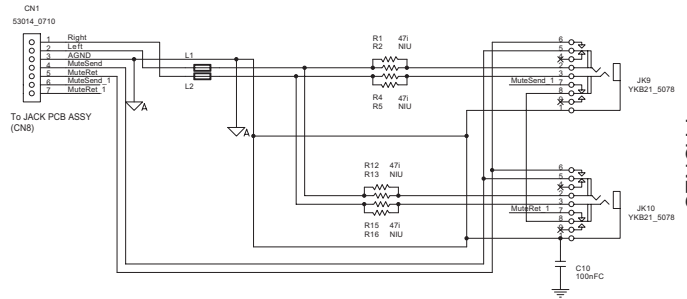 CN1
53014_0710
1 Right
2 Left
3 AGND
4 MuteSend
5 MuteRet
6 MuteSend_1
7 MuteRet_1
To JACK PCB ASSY
(CN8)
L1
L2
A
A
R1 47i
R2 NIU
R4 47i
R5 NIU
MuteSend_1
6
5
4
2
3
7
8
9
1
JK9
YKB21_5078
R12 47i
R13 NIU
R15 47i
R16 NIU
MuteRet_1
6
5
4
2
3
7
8
9
1
JK10
YKB21_5078
C10
100nFC